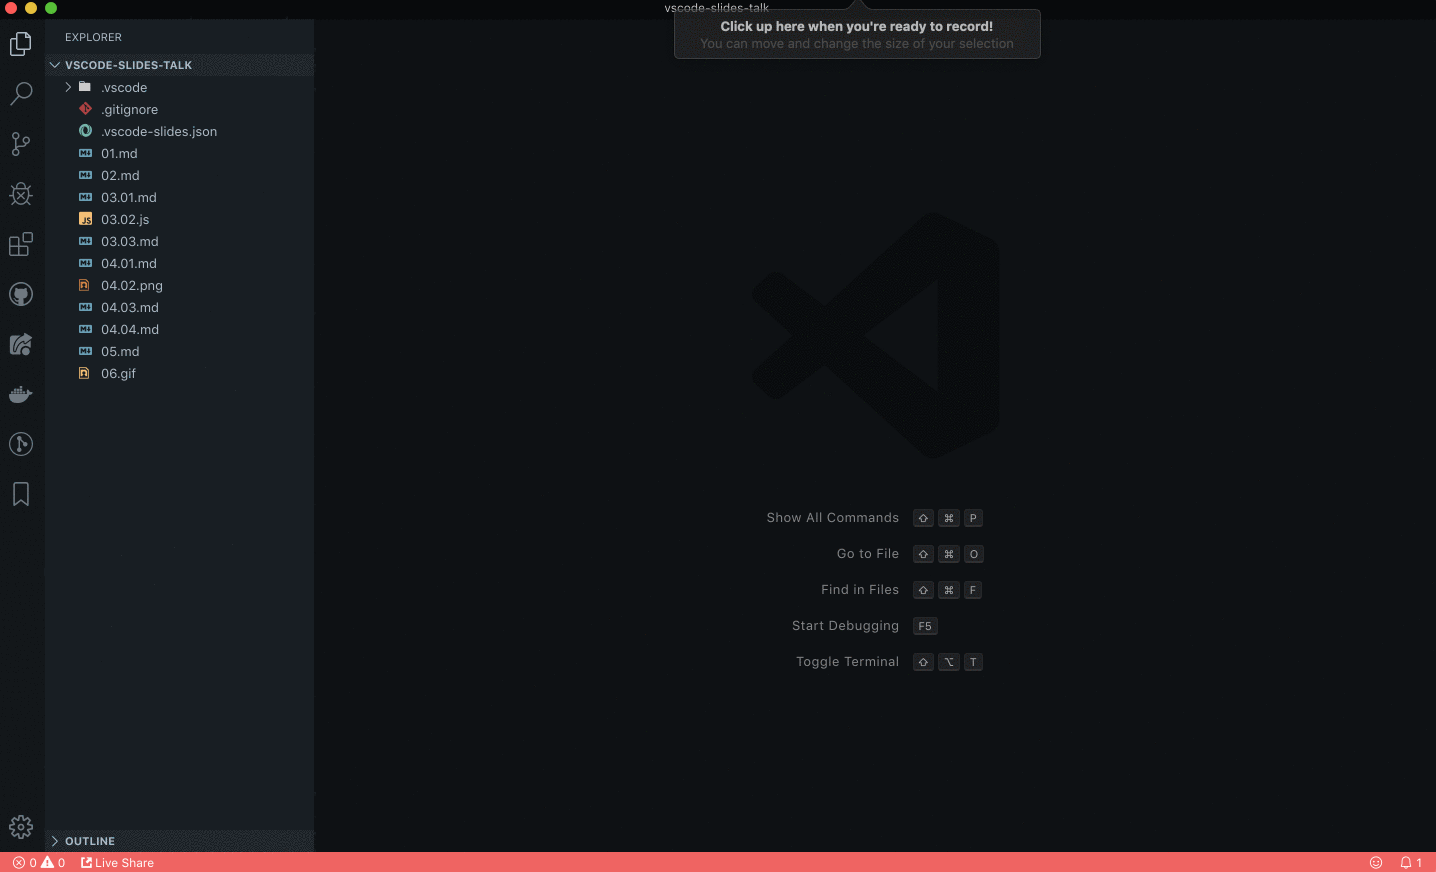 vscode-slides-talk
Click up here when you're ready to record!
You can move and change the size of your selection
EXPLORER
VSCODE-SLIDES-TALK
.vscode
.gitignore
.vscode-slides.json
01.md
02.md
03.01.md
JS 03.02.js
03.03.md
04.01.md
04.02.png
04.03.md
04.04.md
05.md
06.gif
Show All Commands ⇧ ⌘ P
Go to File ⇧ ⌘ O
Find in Files ⇧ ⌘ F
Start Debugging F5
Toggle Terminal ⇧ ⌥ T
OUTLINE
0 0 Live Share 1